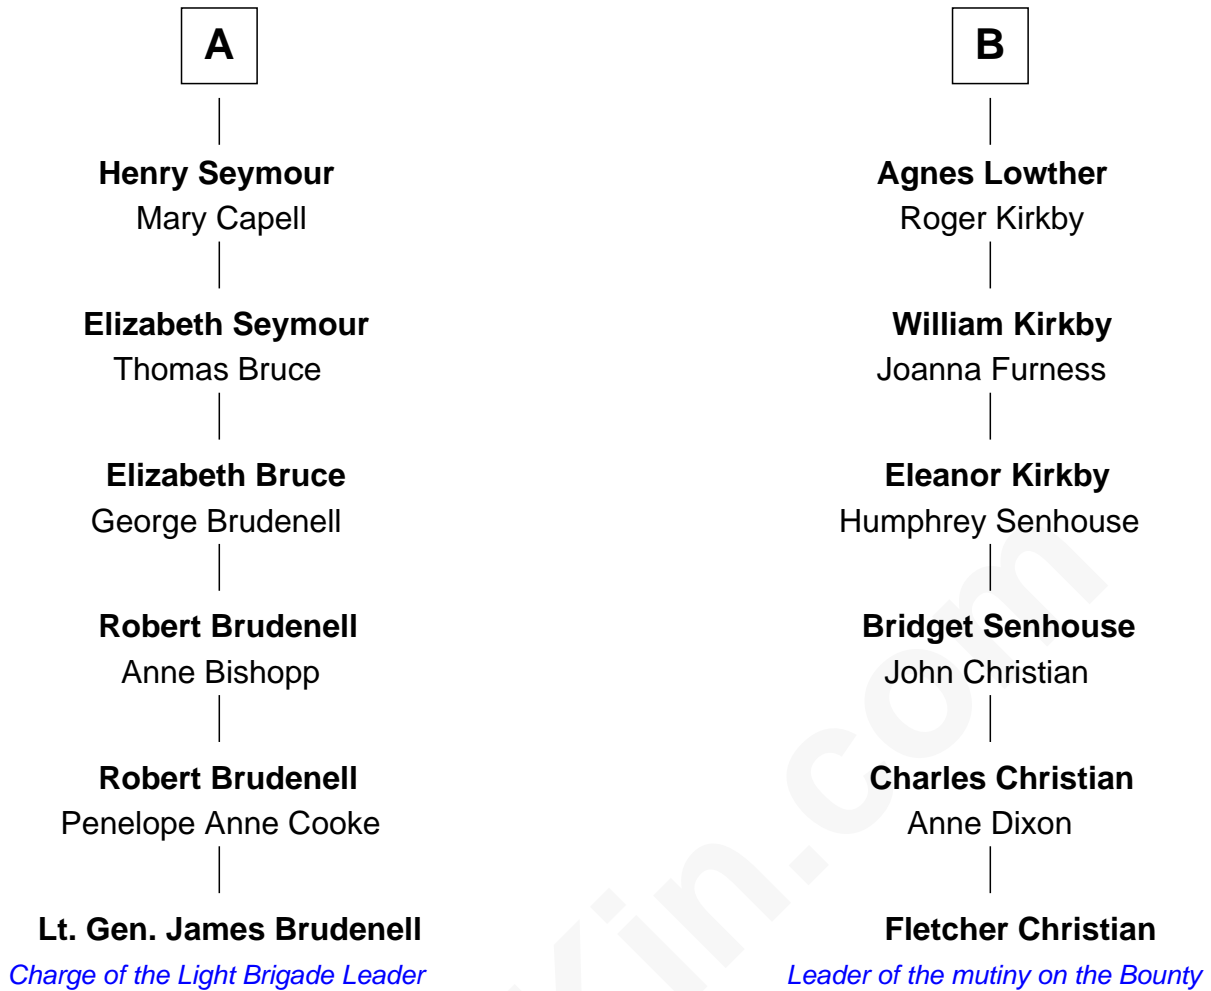 A
Henry Seymour
Mary Capell
Elizabeth Seymour
Thomas Bruce
Elizabeth Bruce
George Brudenell
Robert Brudenell
Anne Bishopp
Robert Brudenell
Penelope Anne Cooke
Lt. Gen. James Brudenell
Charge of the Light Brigade Leader
B
Agnes Lowther
Roger Kirkby
William Kirkby
Joanna Furness
Eleanor Kirkby
Humphrey Senhouse
Bridget Senhouse
John Christian
Charles Christian
Anne Dixon
Fletcher Christian
Leader of the mutiny on the Bounty
Kin.com